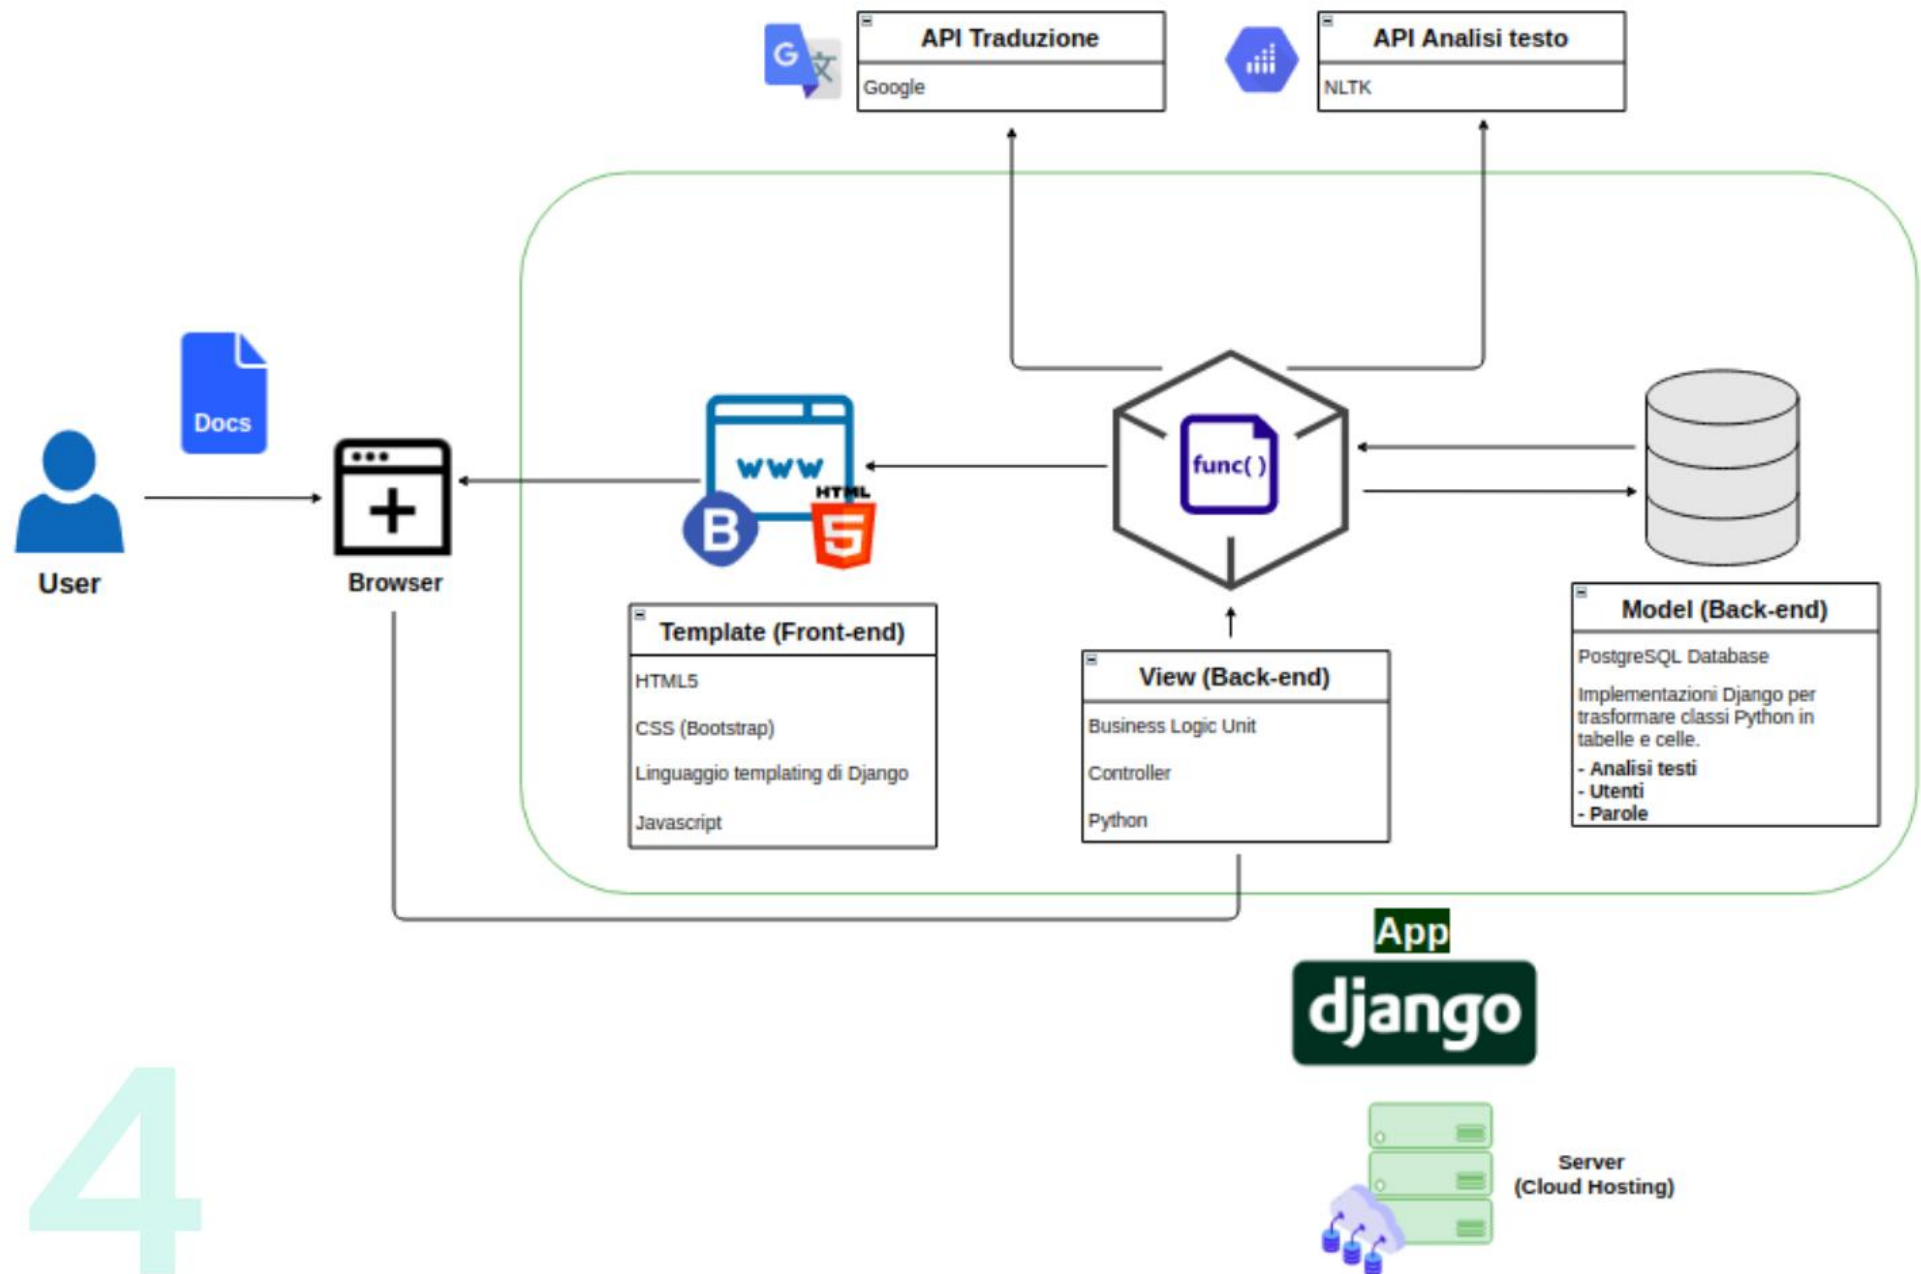 API Traduzione
Google
API Analisi testo
NLTK
G
文
Docs
User
Browser
www
B
HTML
5
func( )
Template (Front-end)
HTML5
CSS (Bootstrap)
Linguaggio templating di Django
Javascript
View (Back-end)
Business Logic Unit
Controller
Python
Model (Back-end)
PostgreSQL Database
Implementazioni Django per
trasformare classi Python in
tabelle e celle.
- Analisi testi
- Utenti
- Parole
App
django
Server
(Cloud Hosting)
4